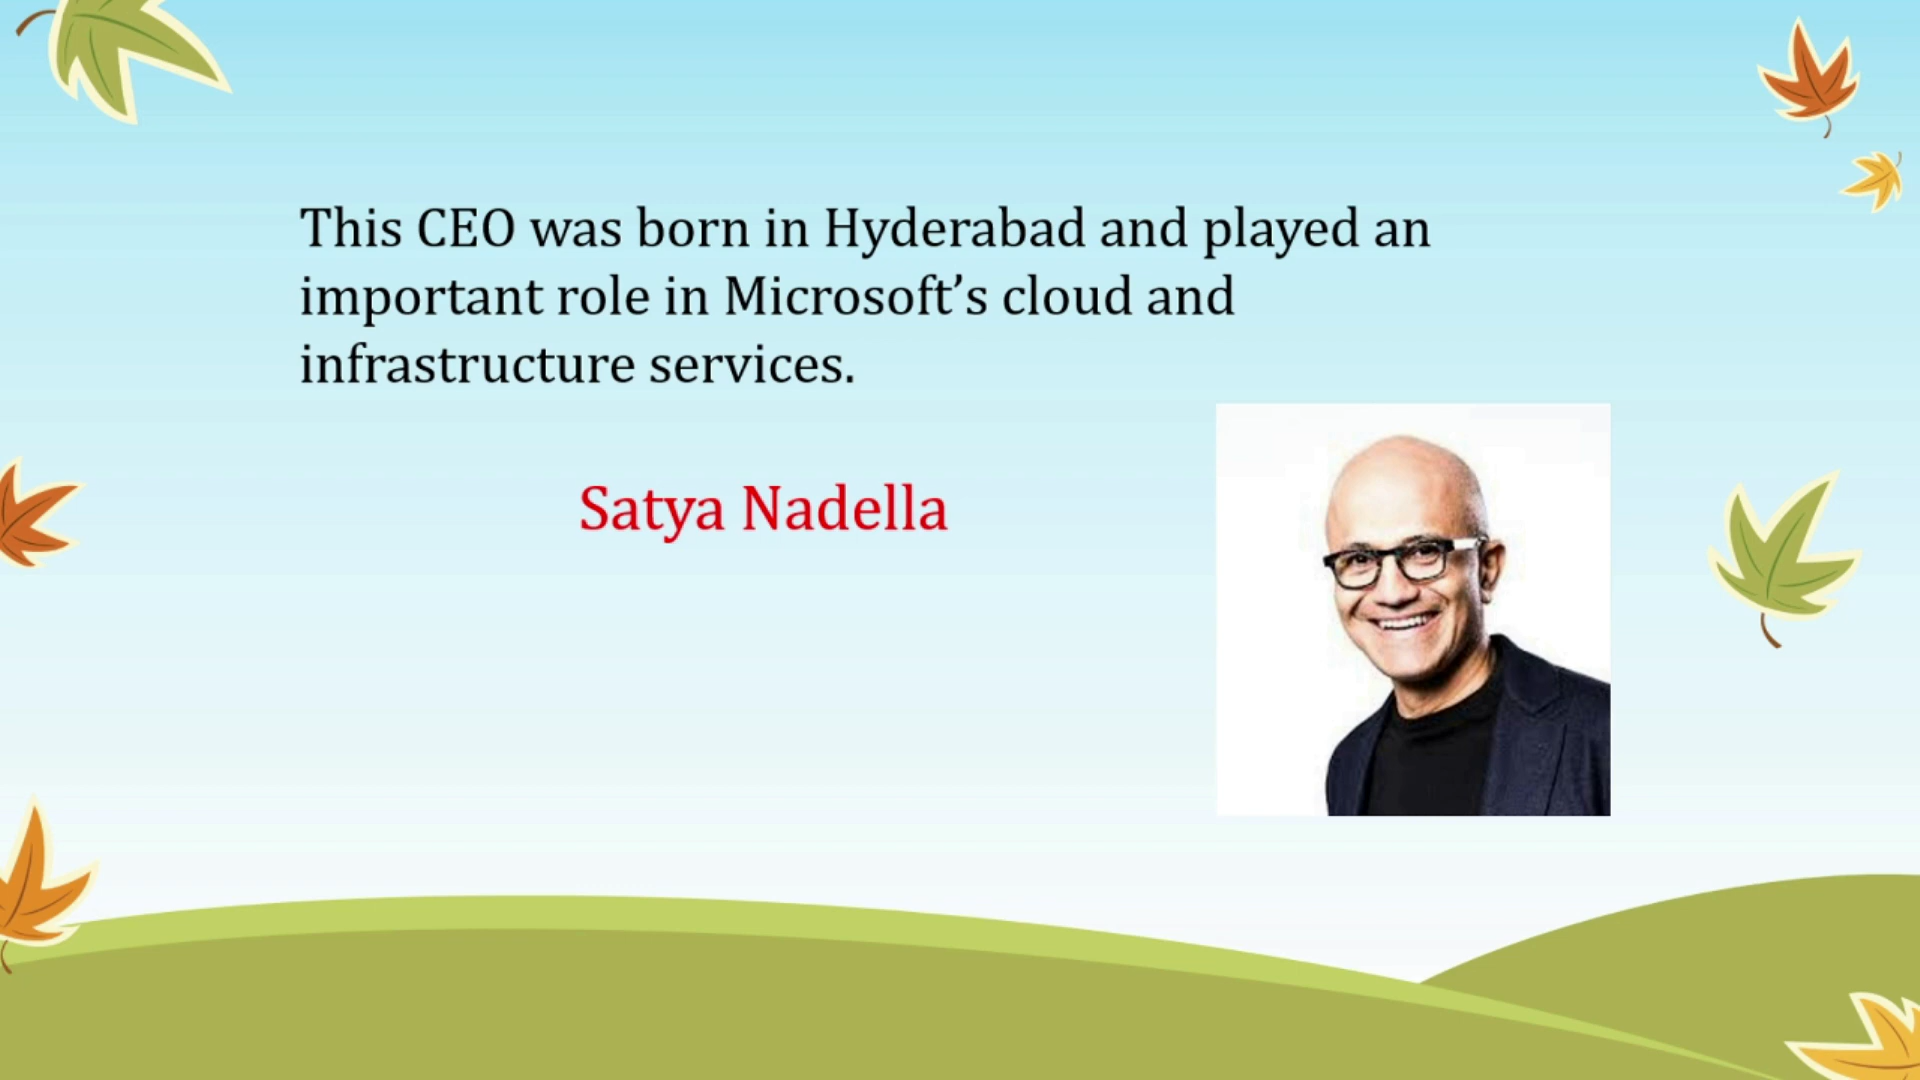 This CEO was born in Hyderabad and played an
important role in Microsoft’s cloud and
infrastructure services.
Satya Nadella